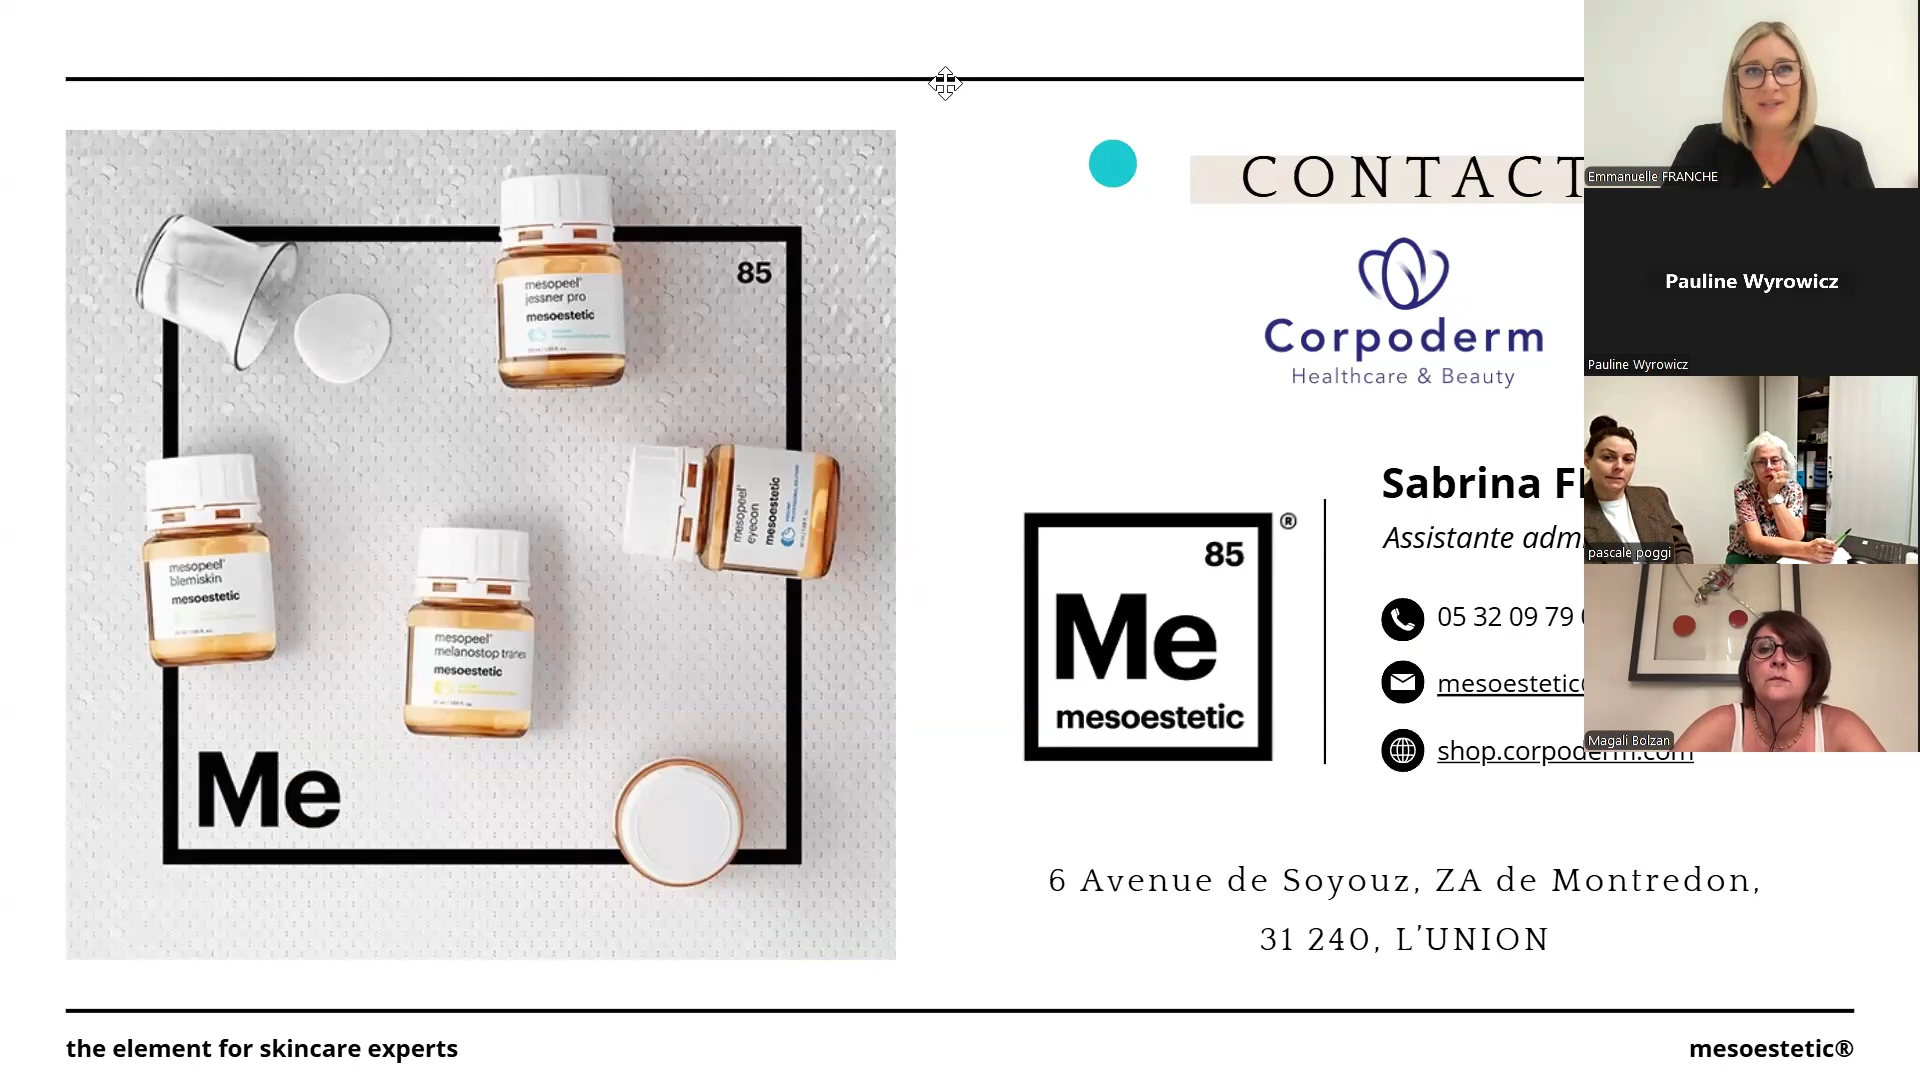 CONTACT
Corpoderm
Healthcare & Beauty
85
mesopeel®
jessner pro
mesoestetic
mesopeel®
eyecon
mesoestetic
mesopeel®
blemiskin
mesoestetic
mesopeel®
melanostop tranex
mesoestetic
Me
Sabrina
Assistante
®
85
Me
mesoestetic
05 32 09 79
mesoestetic
shop.corpoderm.com
6 Avenue de Soyouz, ZA de Montredon,
31 240, L’UNION
the element for skincare experts
mesoestetic®
Emmanuelle FRANCHE
Pauline Wyrowicz
Pauline Wyrowicz
pascale poggi
Magali Bolzan